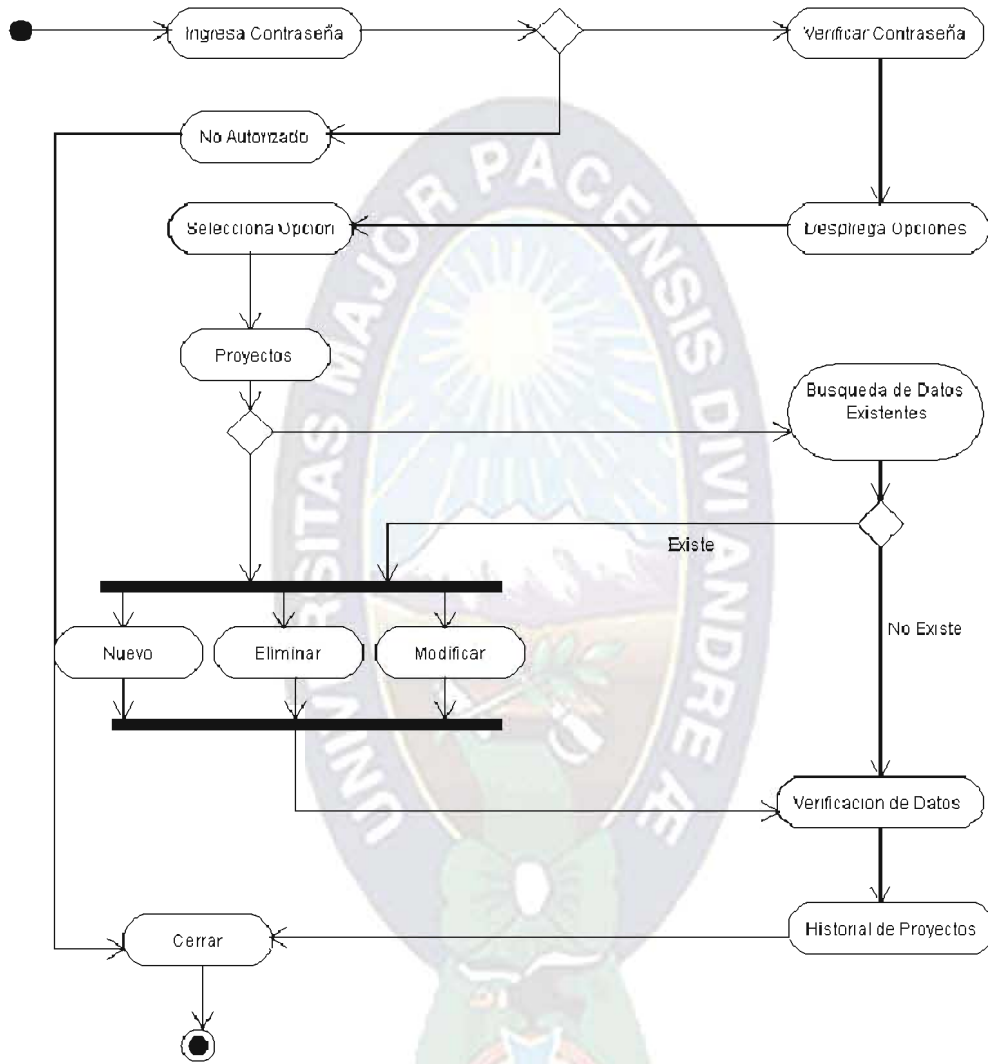 Ingresa Contraseña
Verificar Contraseña
No Autorizado
Selecciona Opcion
Despliega Opciones
Proyectos
Busqueda de Datos
Existentes
Existe
No Existe
Nuevo
Eliminar
Modificar
Verificacion de Datos
Historial de Proyectos
Cerrar
UNIVERSITAS MAJOR PACENSIS DIVI ANDRE Æ